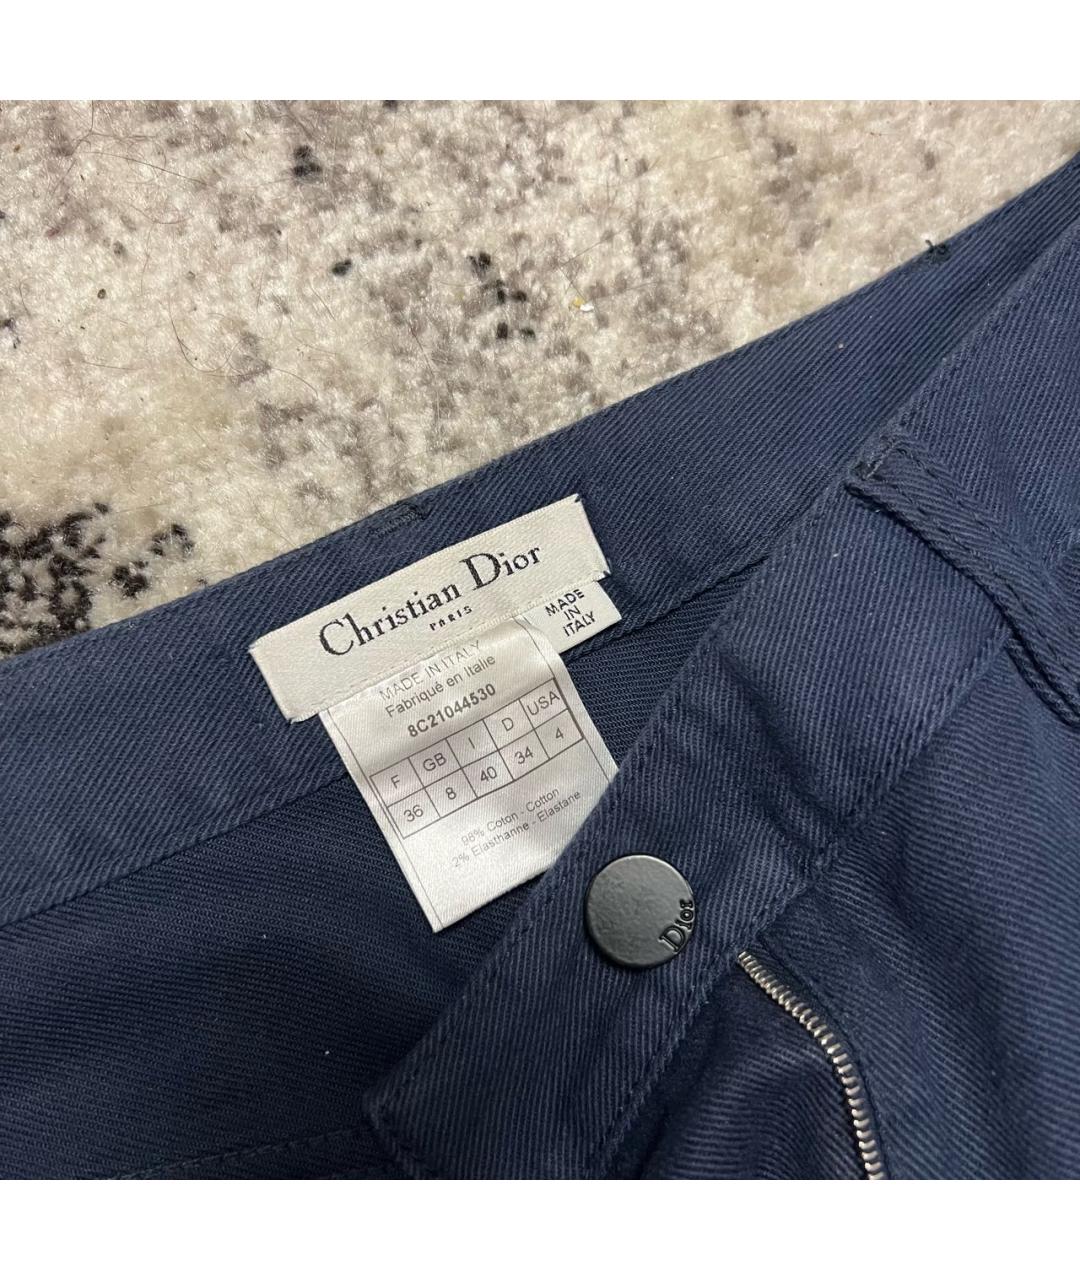 Christian Dior
PARIS
MADE
IN
ITALY
MADE IN ITALY
Fabriqué en Italie
8C21044530
F GB I D USA
36 8 40 34 4
98% Coton - Cotton
2% Elasthanne - Elastane
Dior